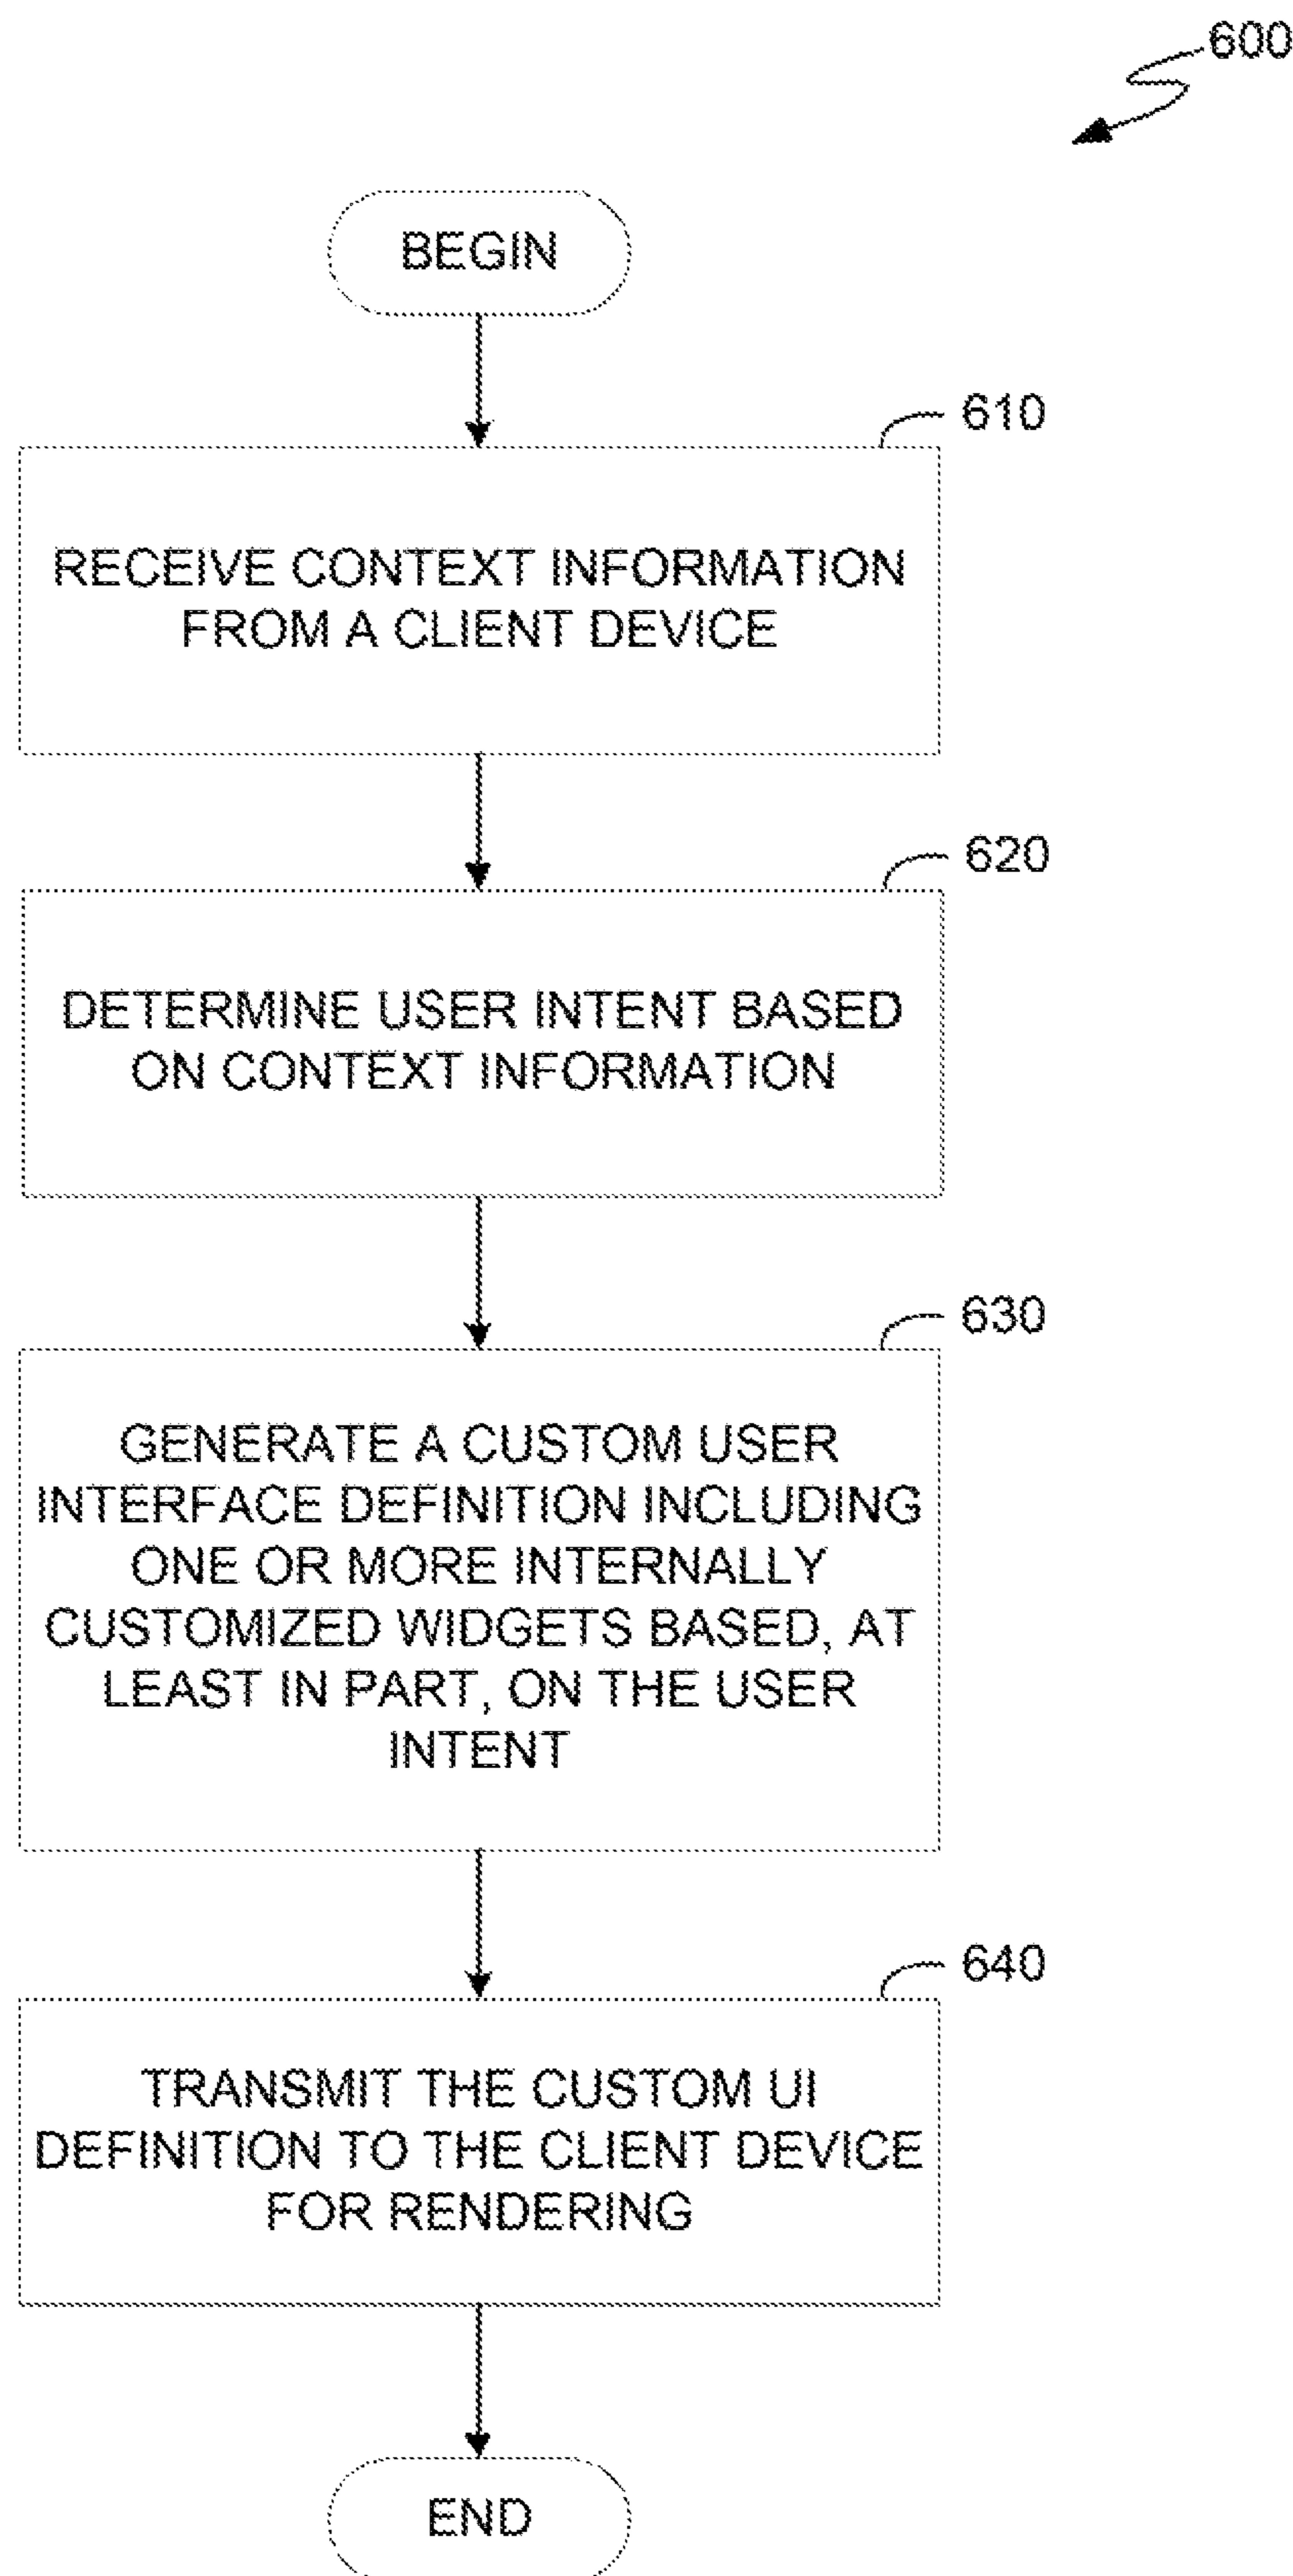 600
BEGIN
610
RECEIVE CONTEXT INFORMATION
FROM A CLIENT DEVICE
620
DETERMINE USER INTENT BASED
ON CONTEXT INFORMATION
630
GENERATE A CUSTOM USER
INTERFACE DEFINITION INCLUDING
ONE OR MORE INTERNALLY
CUSTOMIZED WIDGETS BASED, AT
LEAST IN PART, ON THE USER
INTENT
640
TRANSMIT THE CUSTOM UI
DEFINITION TO THE CLIENT DEVICE
FOR RENDERING
END